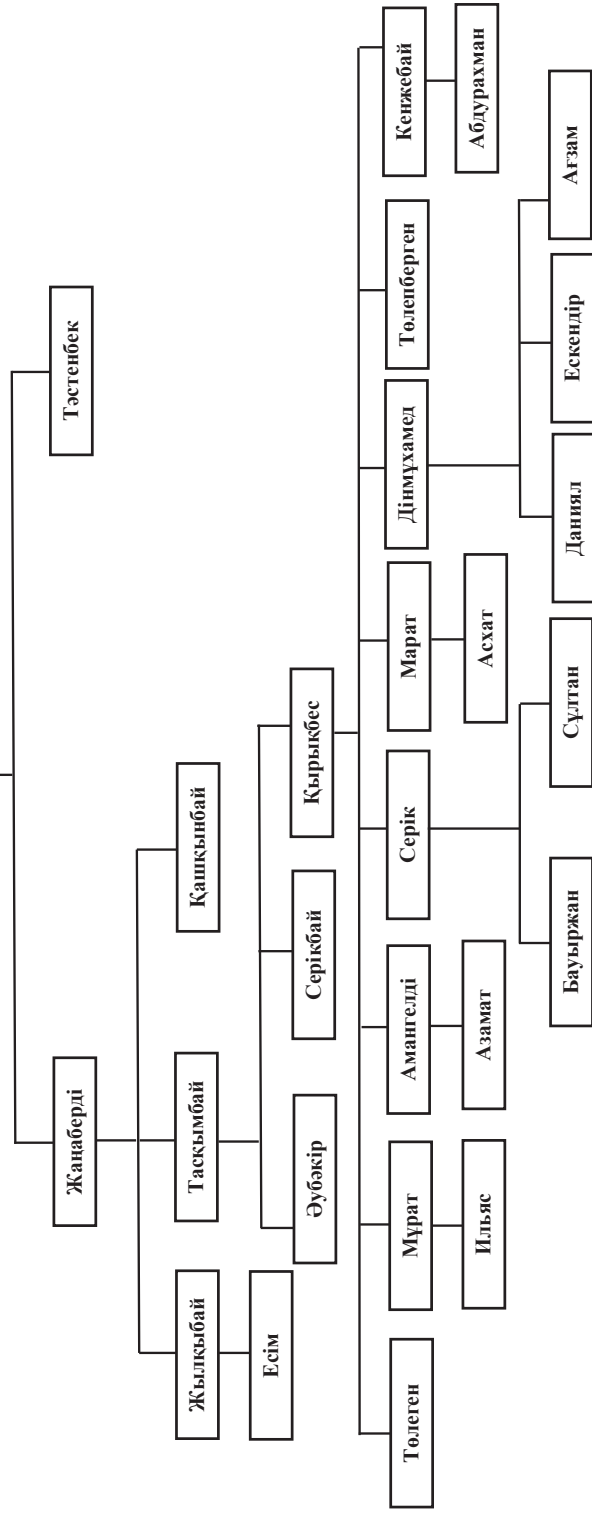 Тәстенбек
Жаңаберді
Жылқыбай
Тасқымбай
Қашқынбай
Есім
Әубәкір
Серікбай
Қырықбес
Төлеген
Мұрат
Амангелді
Серік
Марат
Дінмұхамед
Төлепберген
Кенжебай
Ильяс
Азамат
Асхат
Абдурахман
Бауыржан
Сұлтан
Даниял
Ескендір
Ағзам